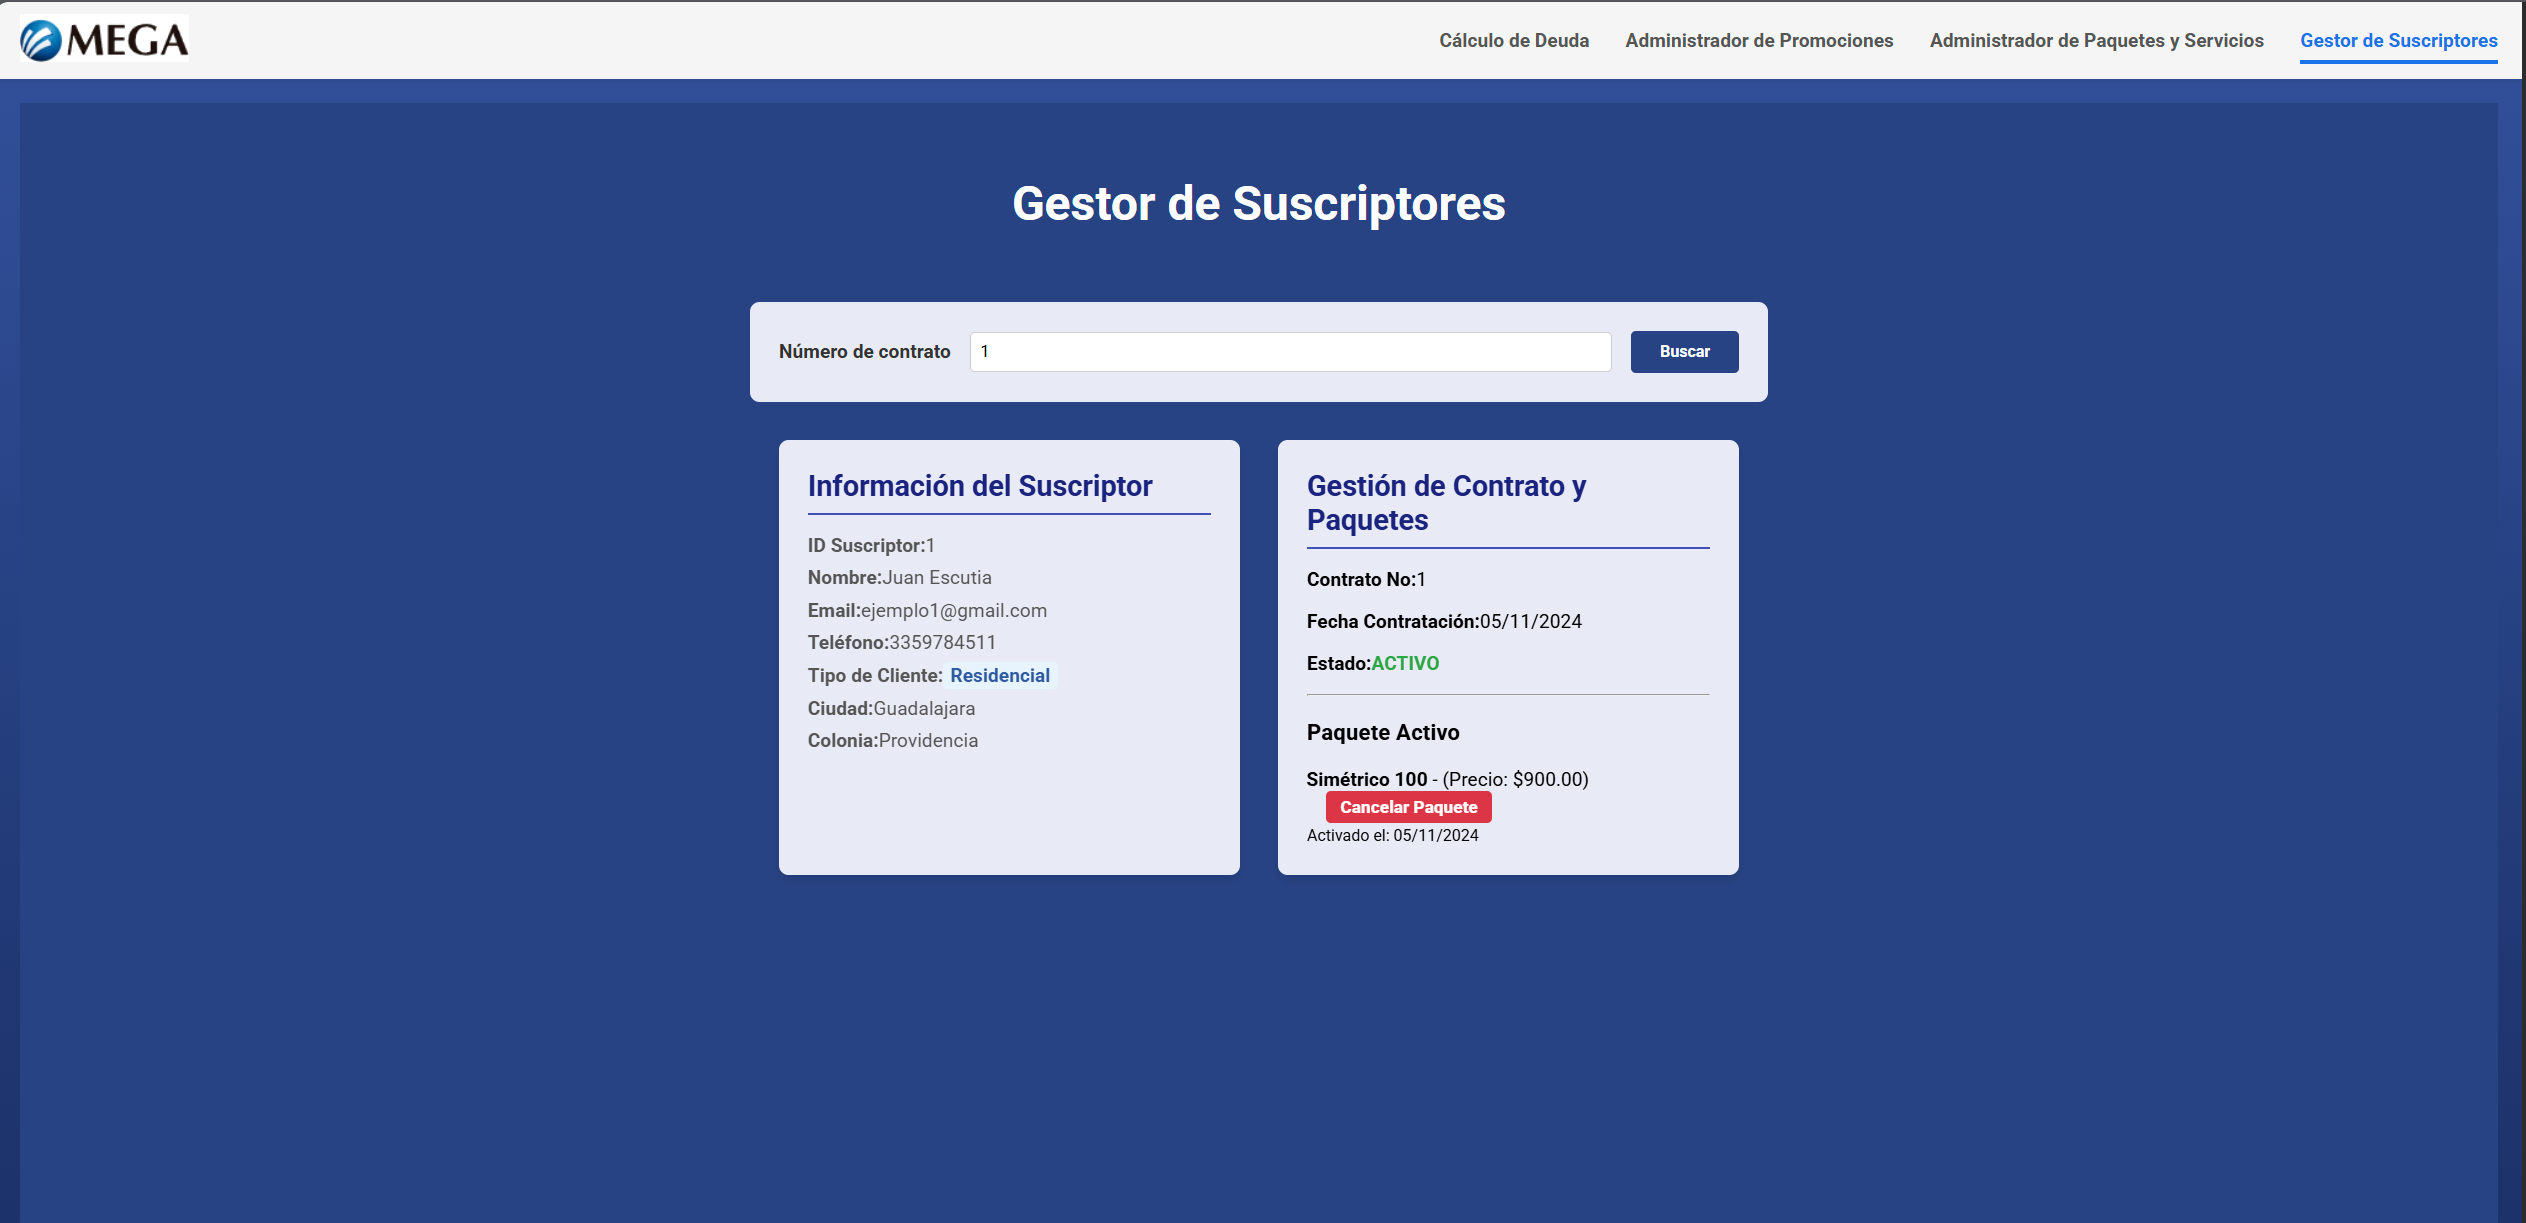 MEGA
Cálculo de Deuda
Administrador de Promociones
Administrador de Paquetes y Servicios
Gestor de Suscriptores
Gestor de Suscriptores
Número de contrato
1
Buscar
Información del Suscriptor
ID Suscriptor:1
Nombre:Juan Escutia
Email:ejemplo1@gmail.com
Teléfono:3359784511
Tipo de Cliente: Residencial
Ciudad:Guadalajara
Colonia:Providencia
Gestión de Contrato y
Paquetes
Contrato No:1
Fecha Contratación:05/11/2024
Estado:ACTIVO
Paquete Activo
Simétrico 100 - (Precio: $900.00)
Cancelar Paquete
Activado el: 05/11/2024